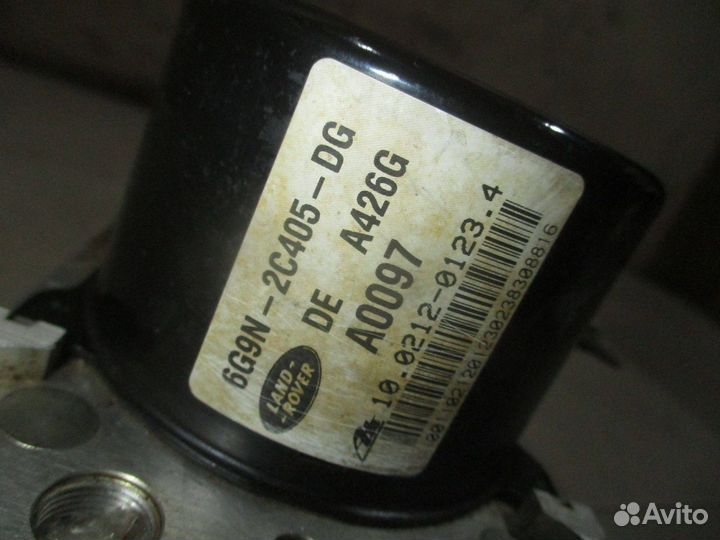 6G9N-2C405-DG
DE A426G
A0097
LAND-
-ROVER
10.0212-0123.4
Avito